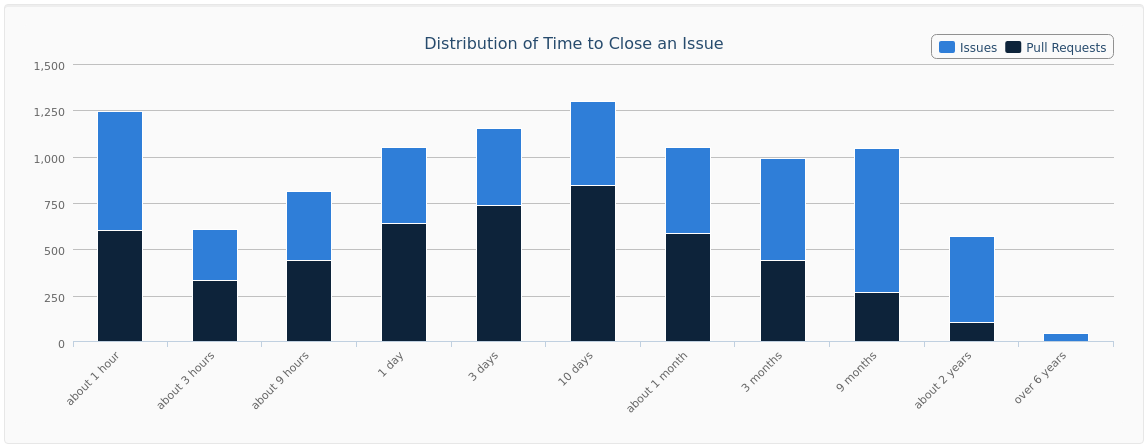 Distribution of Time to Close an Issue
Issues
Pull Requests
1,500
1,250
1,000
750
500
250
0
about 1 hour
about 3 hours
about 9 hours
1 day
3 days
10 days
about 1 month
3 months
9 months
about 2 years
over 6 years